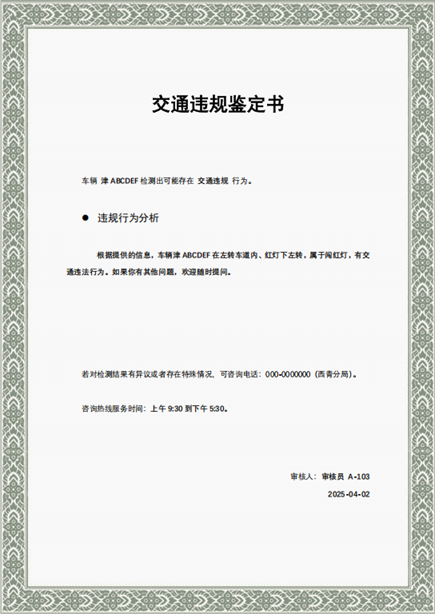 交通违规鉴定书
车辆 津 ABCDEF 检测出可能存在 交通违规 行为。
● 违规行为分析
根据提供的信息，车辆津 ABCDEF 在左转车道内、红灯下左转，属于闯红灯，有交
通违法行为。如果你有其他问题，欢迎随时提问。
若对检测结果有异议或者存在特殊情况，可咨询电话：000-0000000 (西青分局) 。
咨询热线服务时间：上午 9:30 到下午 5:30。
审核人： 审核员 A-103
2025-04-02